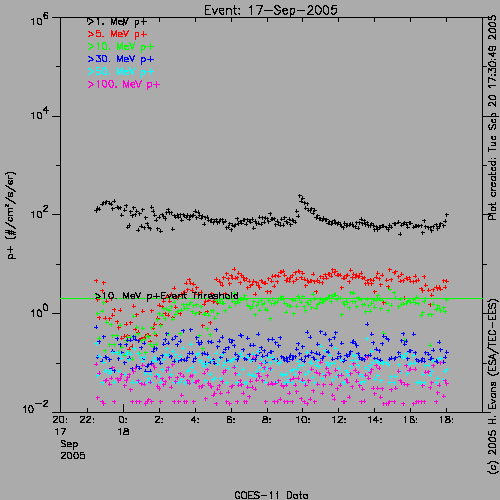 Event: 17-Sep-2005
10^6
>1. MeV p+
>5. MeV p+
>10. MeV p+
>30. MeV p+
>50. MeV p+
>100. MeV p+
10^4
10^2
10^0
10^-2
p+ (#/cm²/s/sr)
>10. MeV p+Event Threshold
20: 22: 0: 2: 4: 6: 8: 10: 12: 14: 16: 18:
17 18
Sep
2005
GOES-11 Data
Plot created: Tue Sep 20 17:30:49 2005
(c) 2005 H. Evans (ESA/TEC-EES)